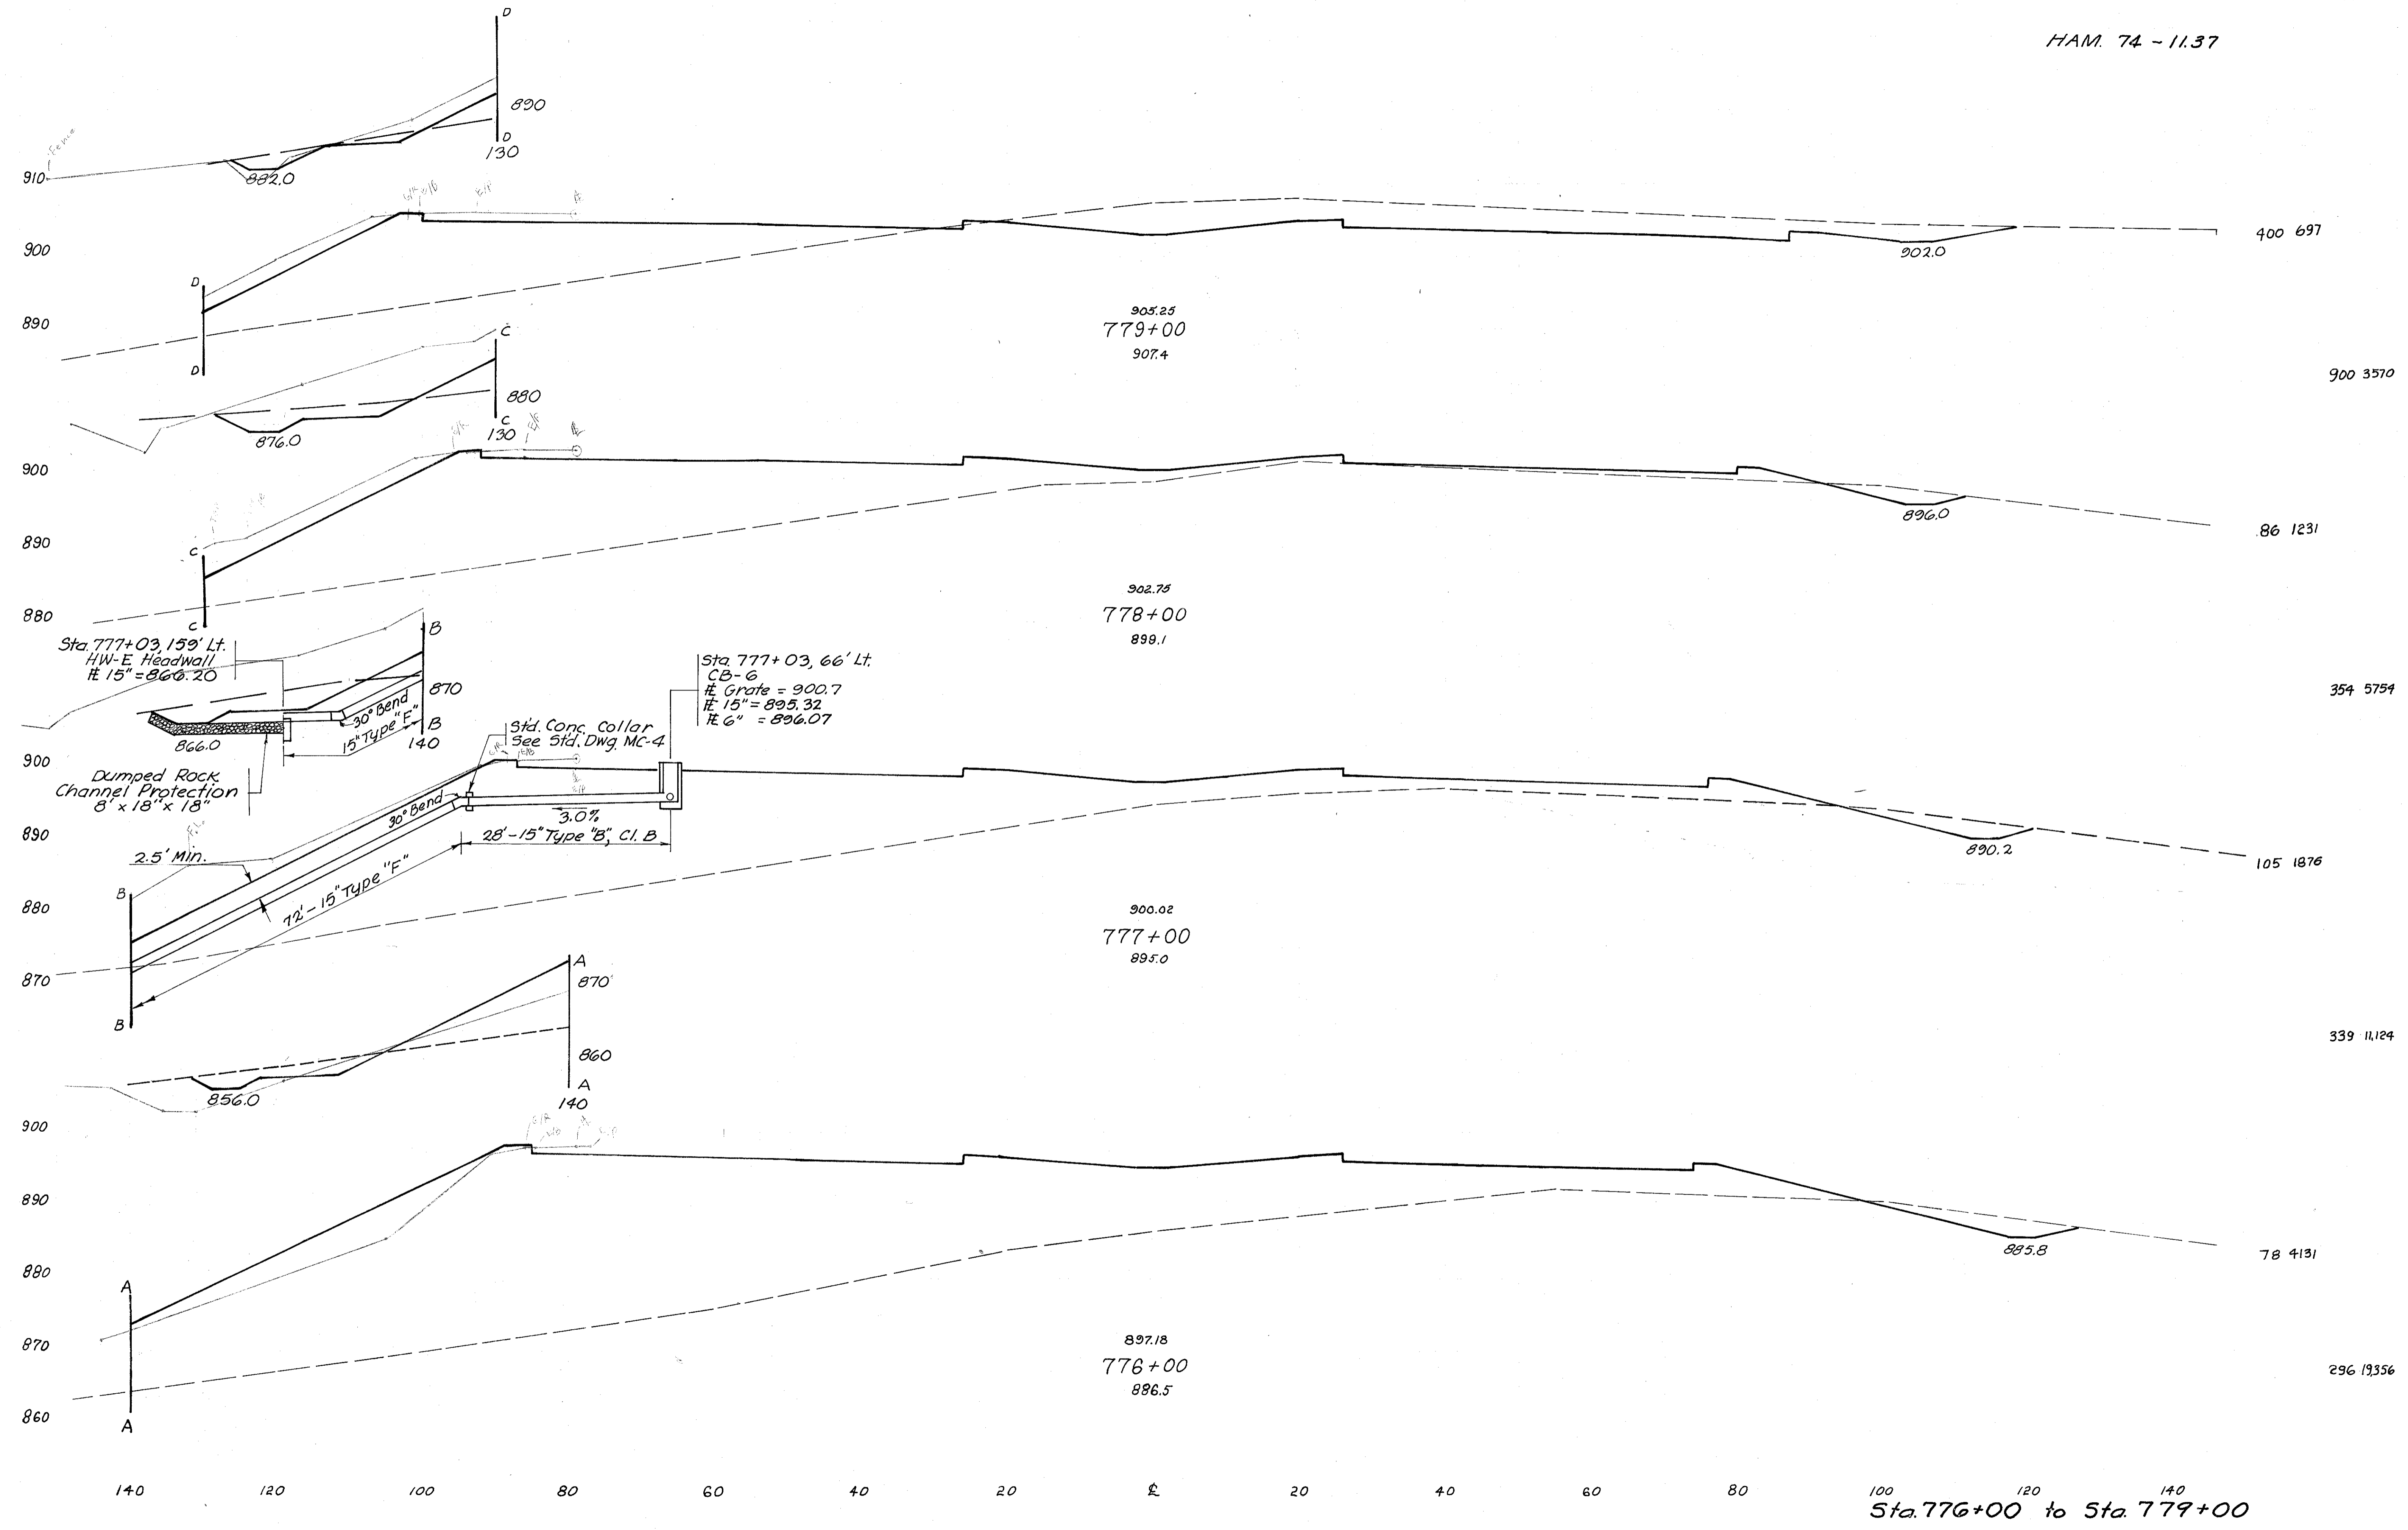 HAM. 74 - 11.37
D
890
D
130
Fence
910
882.0
900
D
890
D
902.0
400 697
905.25
779+00
907.4
C
880
C
130
876.0
900 3570
900
890
C
880
C
896.0
86 1231
902.75
778+00
899.1
Sta. 777+03, 159' Lt.
HW-E Headwall
℄ 15" = 866.20
B
870
B
140
30° Bend
15" Type "F"
866.0
Dumped Rock
Channel Protection
8' x 18" x 18"
Std. Conc. Collar
See Std. Dwg. MC-4
Sta. 777+03, 66' Lt.
CB-6
℄ Grate = 900.7
℄ 15" = 895.32
℄ 6" = 896.07
354 5754
900
890
30° Bend
3.0%
28'-15" Type "B", Cl. B
2.5' Min.
72'-15" Type "F"
B
880
870
B
890.2
105 1876
900.02
777+00
895.0
A
870
860
A
140
856.0
339 11,124
900
890
880
A
870
860
A
885.8
78 4131
897.18
776+00
886.5
296 19,356
140 120 100 80 60 40 20 ℄ 20 40 60 80 100 120 140
Sta. 776+00 to Sta. 779+00